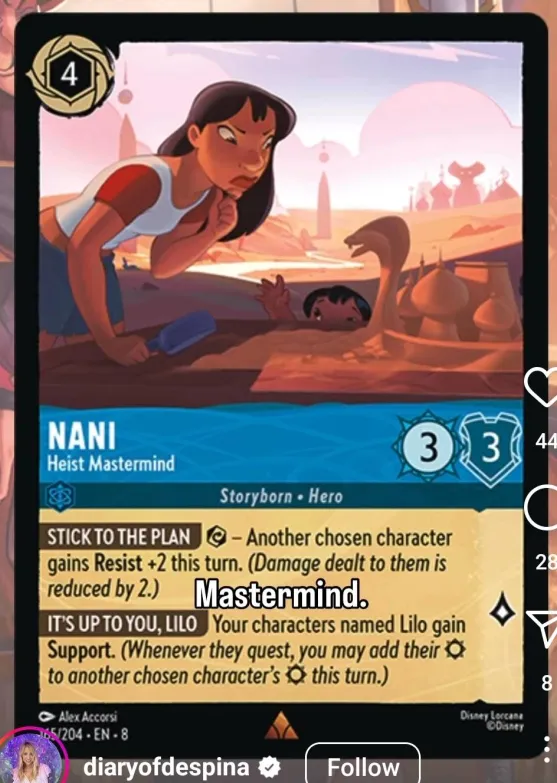 4
NANI
Heist Mastermind
3 3
Storyborn • Hero
STICK TO THE PLAN – Another chosen character
gains Resist +2 this turn. (Damage dealt to them is
reduced by 2.)
Mastermind.
IT'S UP TO YOU, LILO Your characters named Lilo gain
Support. (Whenever they quest, you may add their
to another chosen character's this turn.)
Alex Accorsi
165/204 • EN • 8
Disney Lorcana
©Disney
44
28
8
diaryofdespina
Follow